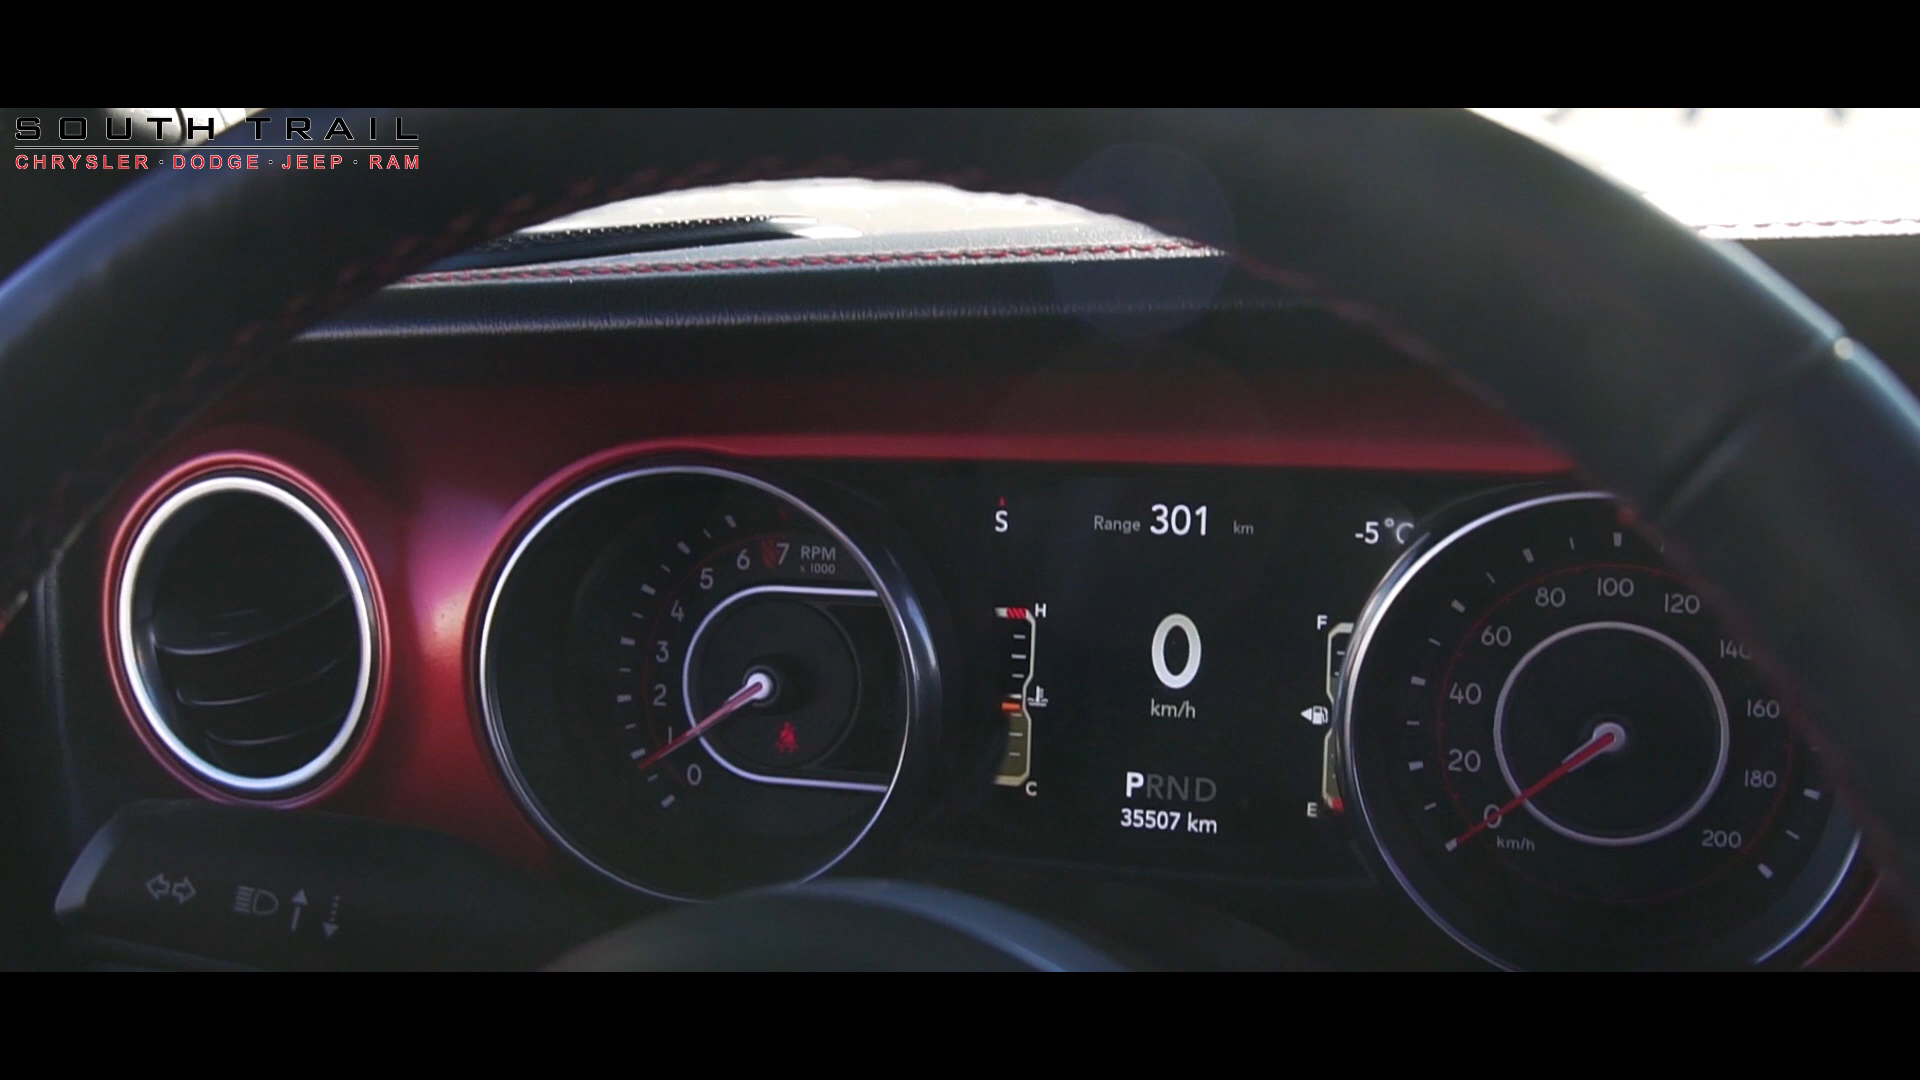 SOUTH TRAIL
CHRYSLER · DODGE · JEEP · RAM
S
Range 301 km
-5°C
7 RPM
x 1000
6
5
4
3
2
1
0
H
C
0
km/h
PRND
35507 km
F
E
100
80
120
60
140
40
160
20
180
0
km/h
200